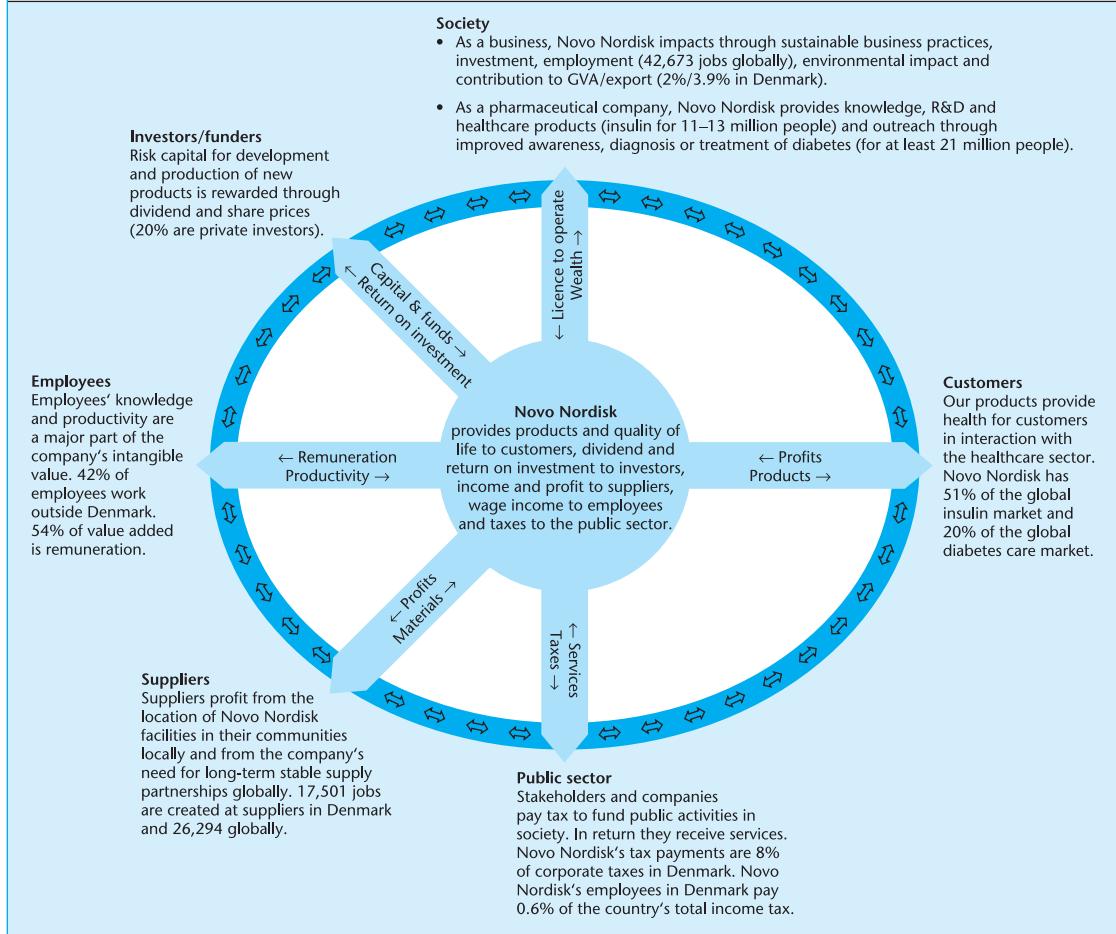 Society
• As a business, Novo Nordisk impacts through sustainable business practices,
investment, employment (42,673 jobs globally), environmental impact and
contribution to GVA/export (2%/3.9% in Denmark).
• As a pharmaceutical company, Novo Nordisk provides knowledge, R&D and
healthcare products (insulin for 11–13 million people) and outreach through
improved awareness, diagnosis or treatment of diabetes (for at least 21 million people).
Investors/funders
Risk capital for development
and production of new
products is rewarded through
dividend and share prices
(20% are private investors).
← Licence to operate
Wealth →
Capital & funds →
← Return on investment
Employees
Employees' knowledge
and productivity are
a major part of the
company's intangible
value. 42% of
employees work
outside Denmark.
54% of value added
is remuneration.
← Remuneration
Productivity →
Novo Nordisk
provides products and quality of
life to customers, dividend and
return on investment to investors,
income and profit to suppliers,
wage income to employees
and taxes to the public sector.
← Profits
Products →
Customers
Our products provide
health for customers
in interaction with
the healthcare sector.
Novo Nordisk has
51% of the global
insulin market and
20% of the global
diabetes care market.
← Profits
Materials →
← Services
Taxes →
Suppliers
Suppliers profit from the
location of Novo Nordisk
facilities in their communities
locally and from the company's
need for long-term stable supply
partnerships globally. 17,501 jobs
are created at suppliers in Denmark
and 26,294 globally.
Public sector
Stakeholders and companies
pay tax to fund public activities in
society. In return they receive services.
Novo Nordisk's tax payments are 8%
of corporate taxes in Denmark. Novo
Nordisk's employees in Denmark pay
0.6% of the country's total income tax.